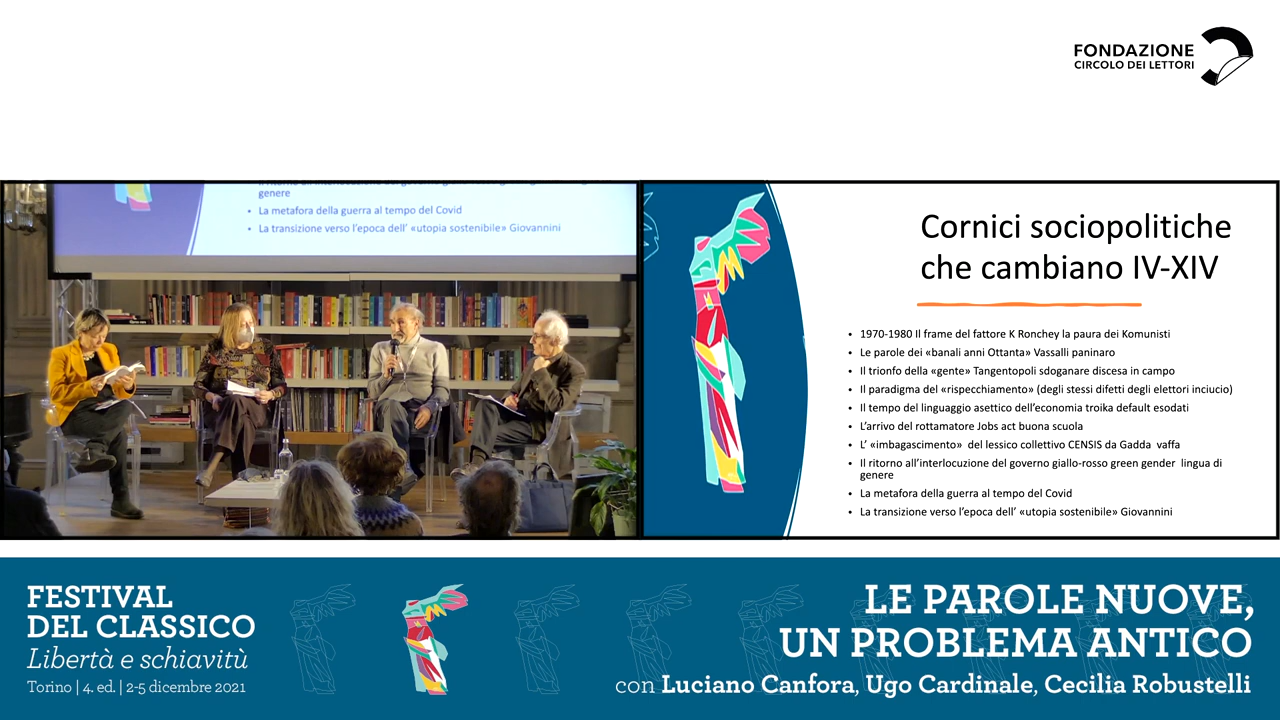 FONDAZIONE
CIRCOLO DEI LETTORI
genere
• La metafora della guerra al tempo del Covid
• La transizione verso l'epoca dell' «utopia sostenibile» Giovannini
Cornici sociopolitiche
che cambiano IV-XIV
• 1970-1980 Il frame del fattore K Ronchey la paura dei Komunisti
• Le parole dei «banali anni Ottanta» Vassalli paninaro
• Il trionfo della «gente» Tangentopoli sdoganare discesa in campo
• Il paradigma del «rispecchiamento» (degli stessi difetti degli elettori inciucio)
• Il tempo del linguaggio asettico dell'economia troika default esodati
• L'arrivo del rottamatore Jobs act buona scuola
• L' «imbagascimento» del lessico collettivo CENSIS da Gadda vaffa
• Il ritorno all'interlocuzione del governo giallo-rosso green gender lingua di
genere
• La metafora della guerra al tempo del Covid
• La transizione verso l'epoca dell' «utopia sostenibile» Giovannini
FESTIVAL
DEL CLASSICO
Libertà e schiavitù
Torino | 4. ed. | 2-5 dicembre 2021
LE PAROLE NUOVE,
UN PROBLEMA ANTICO
con Luciano Canfora, Ugo Cardinale, Cecilia Robustelli